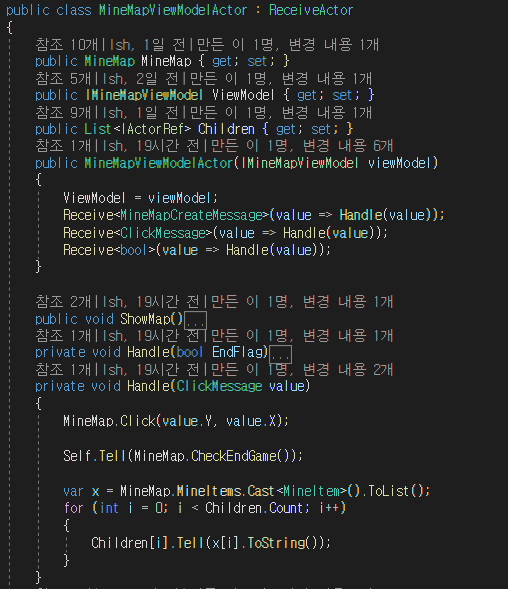 public class MineMapViewModelActor : ReceiveActor
{
참조 10개|lsh, 1일 전|만든 이 1명, 변경 내용 1개
public MineMap MineMap { get; set; }
참조 5개|lsh, 2일 전|만든 이 1명, 변경 내용 1개
public IMineMapViewModel ViewModel { get; set; }
참조 9개|lsh, 1일 전|만든 이 1명, 변경 내용 1개
public List<IActorRef> Children { get; set; }
참조 1개|lsh, 19시간 전|만든 이 1명, 변경 내용 6개
public MineMapViewModelActor(IMineMapViewModel viewModel)
{
ViewModel = viewModel;
Receive<MineMapCreateMessage>(value => Handle(value));
Receive<ClickMessage>(value => Handle(value));
Receive<bool>(value => Handle(value));
}
참조 2개|lsh, 19시간 전|만든 이 1명, 변경 내용 1개
public void ShowMap()...
참조 1개|lsh, 19시간 전|만든 이 1명, 변경 내용 1개
private void Handle(bool EndFlag)...
참조 1개|lsh, 19시간 전|만든 이 1명, 변경 내용 2개
private void Handle(ClickMessage value)
{
MineMap.Click(value.Y, value.X);
Self.Tell(MineMap.CheckEndGame());
var x = MineMap.MineItems.Cast<MineItem>().ToList();
for (int i = 0; i < Children.Count; i++)
{
Children[i].Tell(x[i].ToString());
}
}